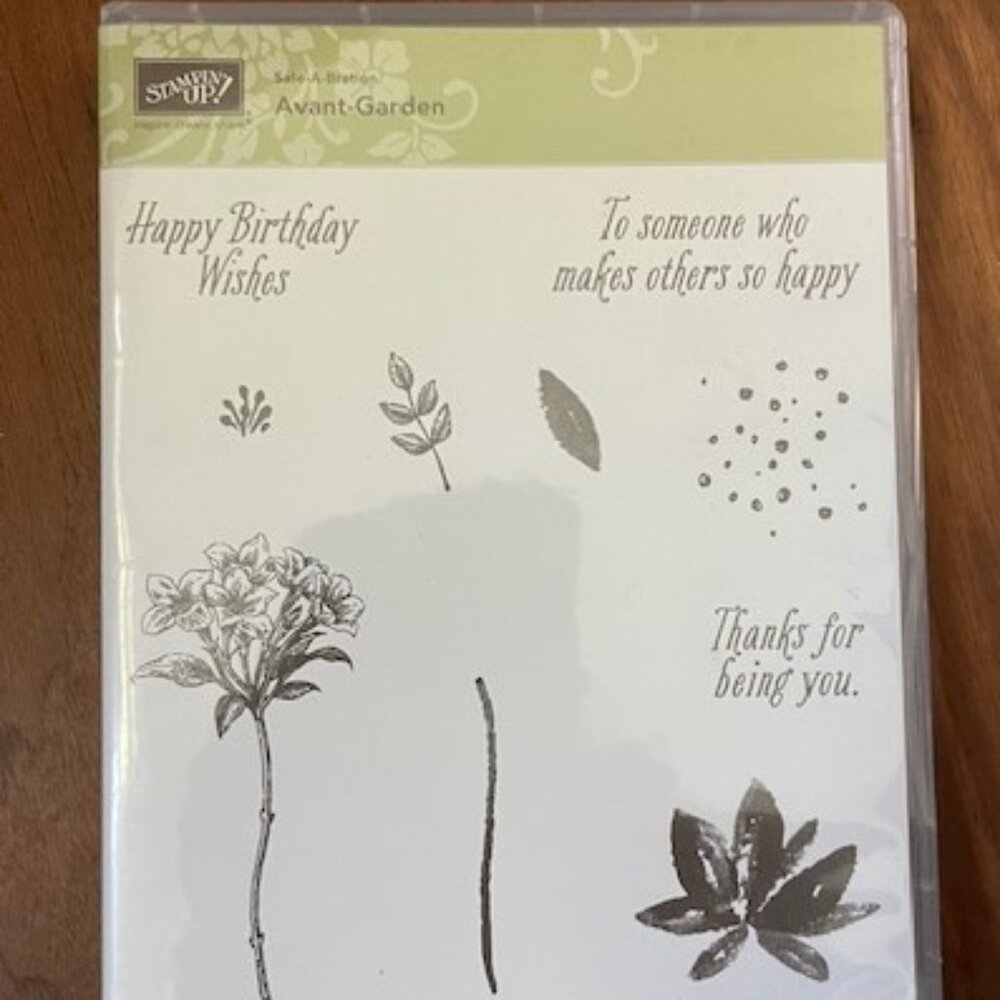 STAMPIN' UP!
Sale-A-Bration
Avant-Garden
Happy Birthday
Wishes
To someone who
makes others so happy
Thanks for
being you.